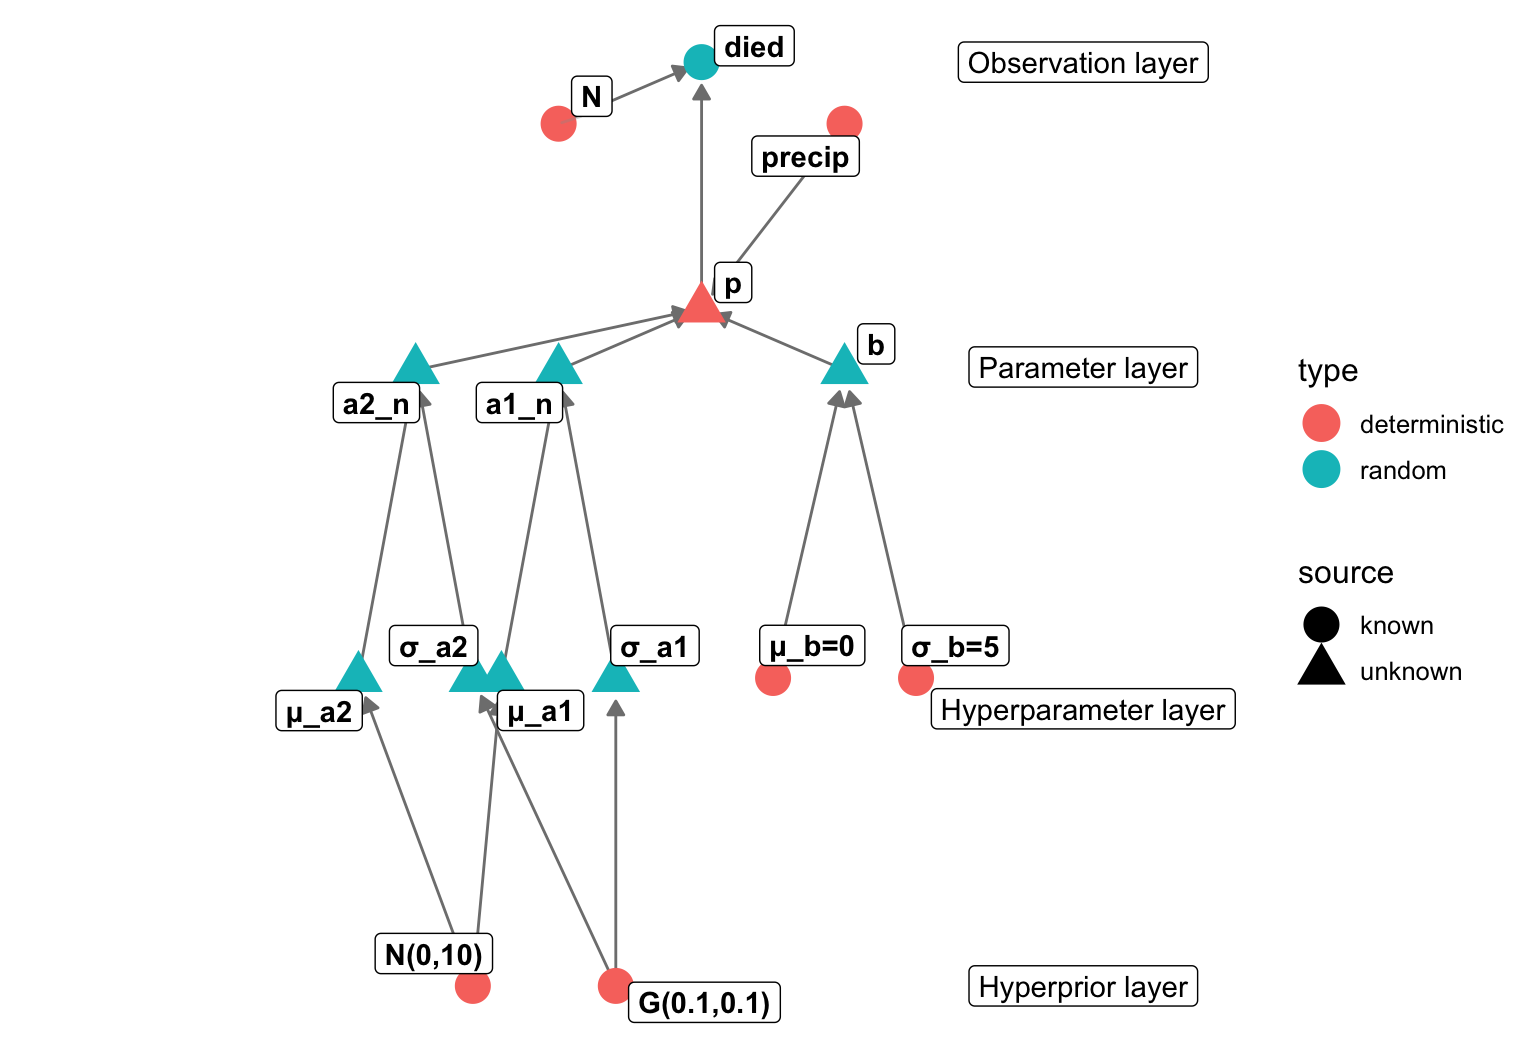 died
Observation layer
N
precip
p
b
Parameter layer
a2_n
a1_n
type
deterministic
random
source
known
unknown
σ_a2
σ_a1
μ_b=0
σ_b=5
μ_a2
μ_a1
Hyperparameter layer
N(0,10)
G(0.1,0.1)
Hyperprior layer